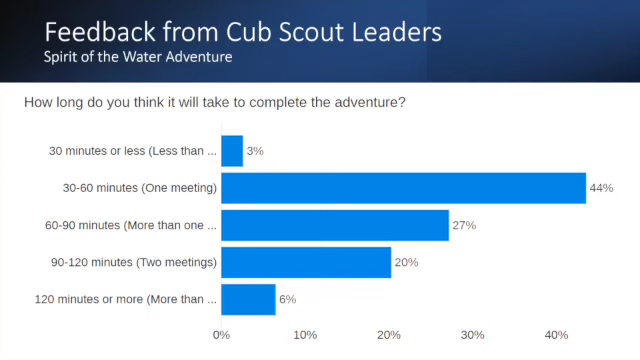 Feedback from Cub Scout Leaders
Spirit of the Water Adventure
How long do you think it will take to complete the adventure?
30 minutes or less (Less than ... 3%
30-60 minutes (One meeting) 44%
60-90 minutes (More than one ... 27%
90-120 minutes (Two meetings) 20%
120 minutes or more (More than ... 6%
0% 10% 20% 30% 40%